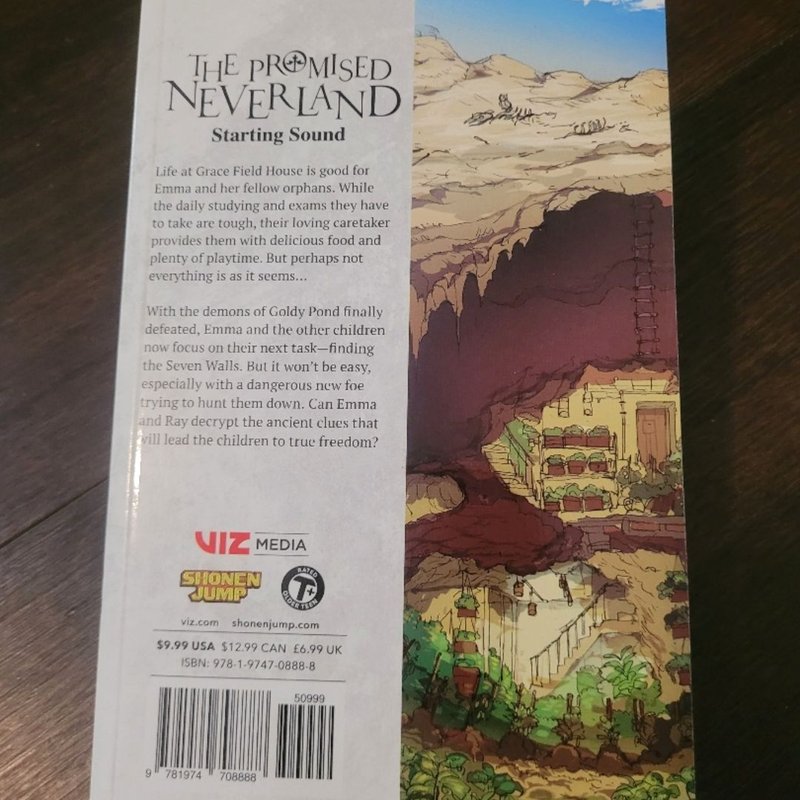 THE PROMISED
NEVERLAND
Starting Sound
Life at Grace Field House is good for
Emma and her fellow orphans. While
the daily studying and exams they have
to take are tough, their loving caretaker
provides them with delicious food and
plenty of playtime. But perhaps not
everything is as it seems…
With the demons of Goldy Pond finally
defeated, Emma and the other children
now focus on their next task—finding
the Seven Walls. But it won't be easy,
especially with a dangerous new foe
trying to hunt them down. Can Emma
and Ray decrypt the ancient clues that
will lead the children to true freedom?
VIZ MEDIA
SHONEN
JUMP
RATED
T+
OLDER TEEN
viz.com shonenjump.com
$9.99 USA $12.99 CAN £6.99 UK
ISBN: 978-1-9747-0888-8
50999
9 781974 708888